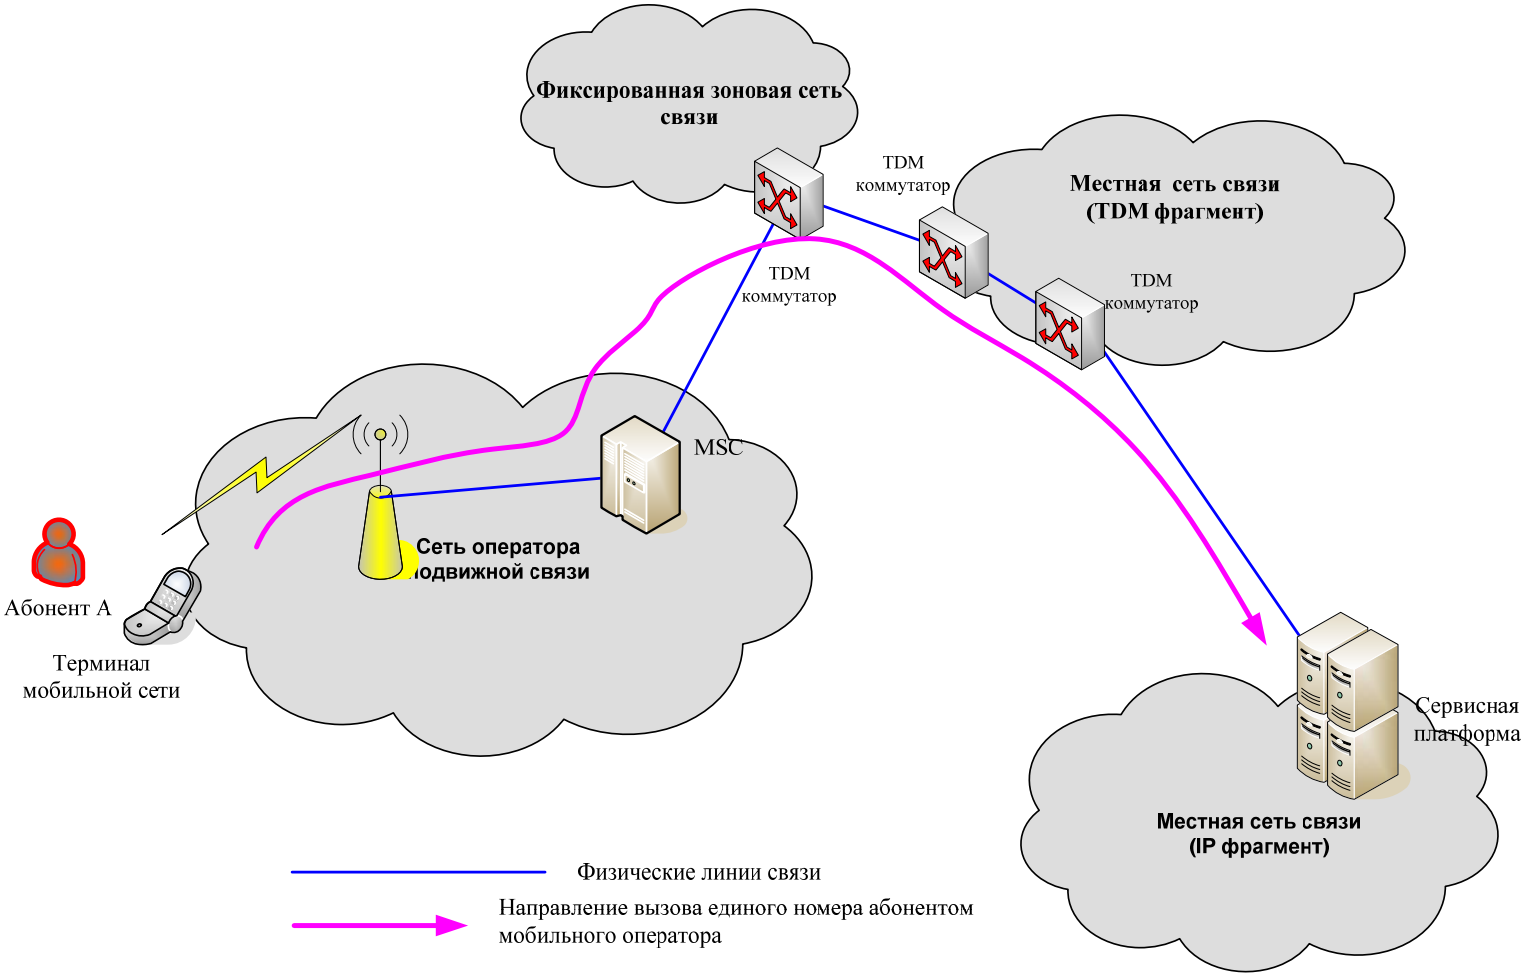 Фиксированная зоновая сеть
связи
TDM
коммутатор
Местная сеть связи
(TDM фрагмент)
TDM
коммутатор
TDM
коммутатор
MSC
Сеть оператора
подвижной связи
Абонент А
Терминал
мобильной сети
Сервисная
платформа
Местная сеть связи
(IP фрагмент)
Физические линии связи
Направление вызова единого номера абонентом
мобильного оператора